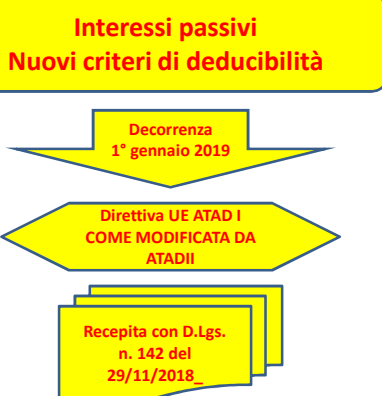 Interessi passivi
Nuovi criteri di deducibilità
Decorrenza
1° gennaio 2019
Direttiva UE ATAD I
COME MODIFICATA DA
ATADII
Recepita con D.Lgs.
n. 142 del
29/11/2018_